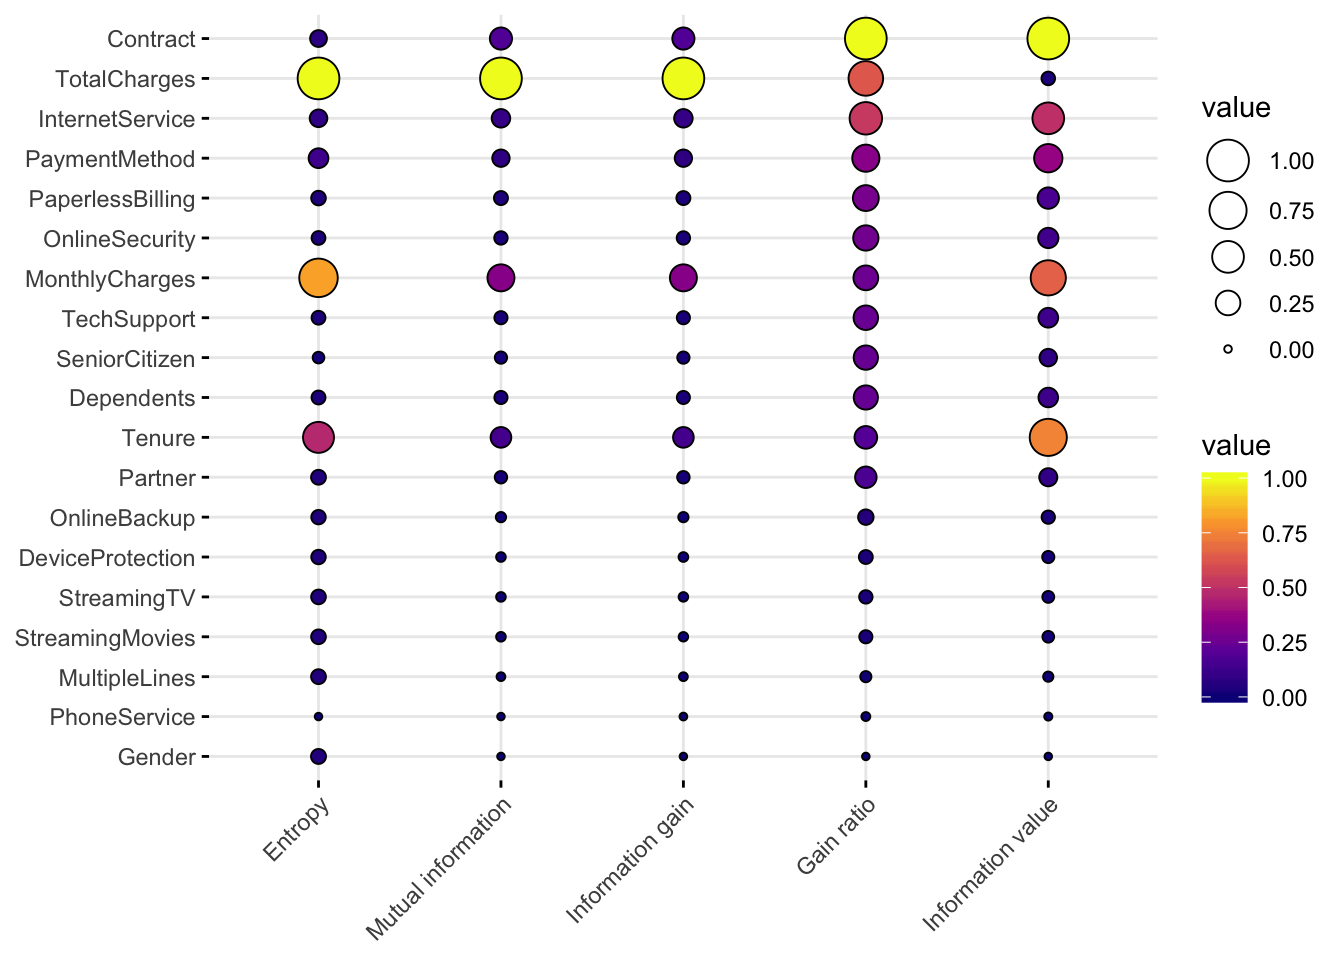 Contract
TotalCharges
InternetService
PaymentMethod
PaperlessBilling
OnlineSecurity
MonthlyCharges
TechSupport
SeniorCitizen
Dependents
Tenure
Partner
OnlineBackup
DeviceProtection
StreamingTV
StreamingMovies
MultipleLines
PhoneService
Gender
Entropy
Mutual information
Information gain
Gain ratio
Information value
value
1.00
0.75
0.50
0.25
0.00
value
1.00
0.75
0.50
0.25
0.00